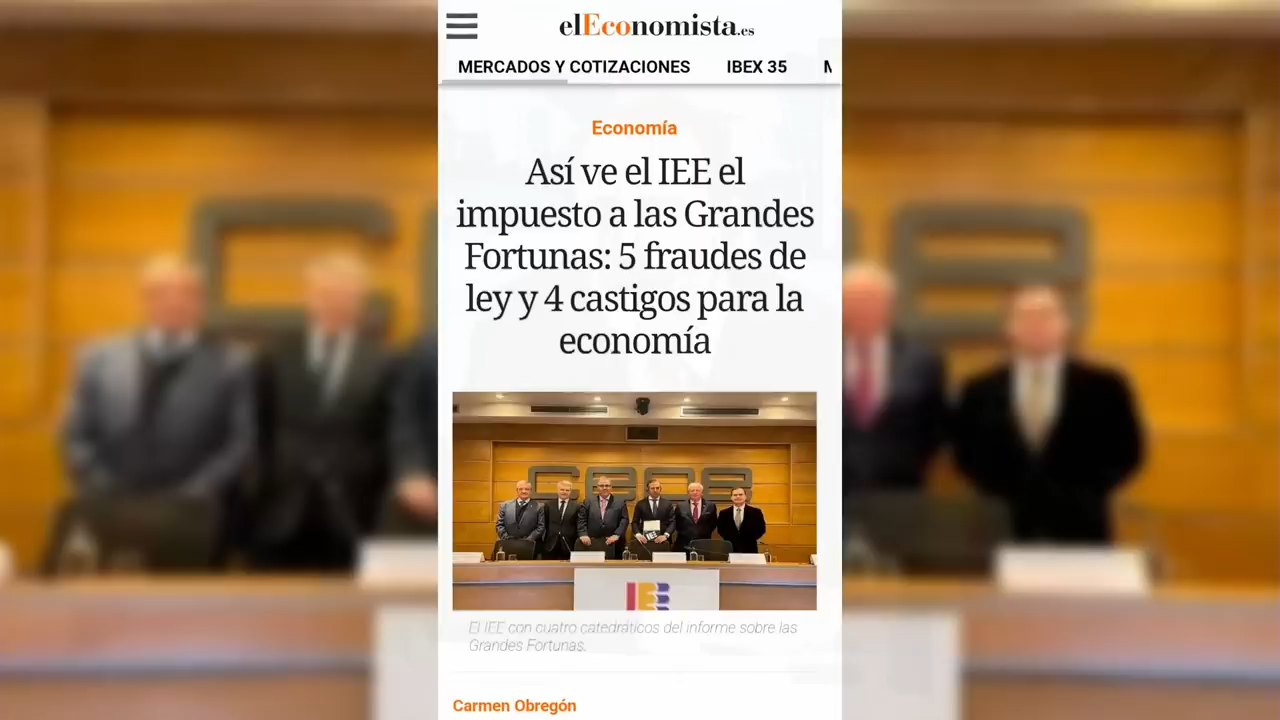 elEconomista.es
MERCADOS Y COTIZACIONES IBEX 35
Economía
Así ve el IEE el
impuesto a las Grandes
Fortunas: 5 fraudes de
ley y 4 castigos para la
economía
IEE
El IEE con cuatro catedráticos del informe sobre las
Grandes Fortunas.
Carmen Obregón